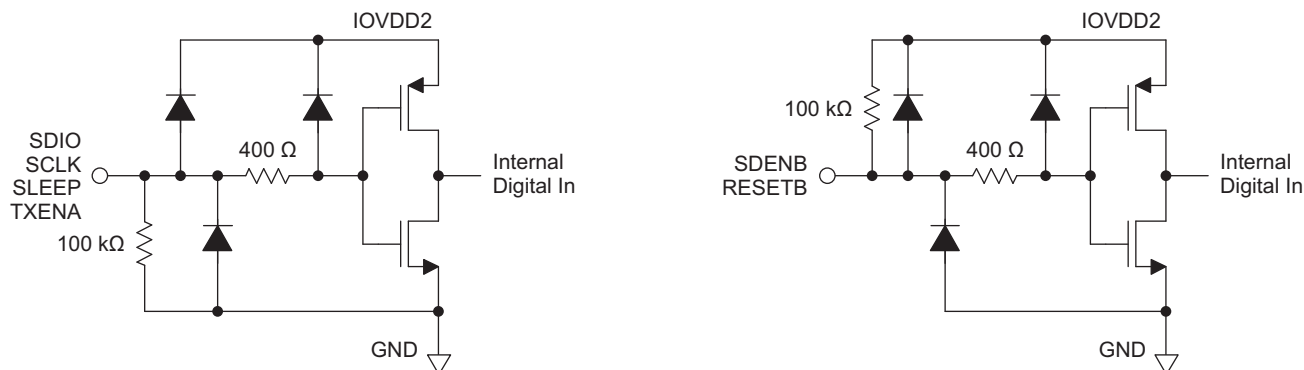 IOVDD2
SDIO
SCLK
SLEEP
TXENA
400 Ω
100 kΩ
Internal
Digital In
GND
IOVDD2
100 kΩ
SDENB
RESETB
400 Ω
Internal
Digital In
GND